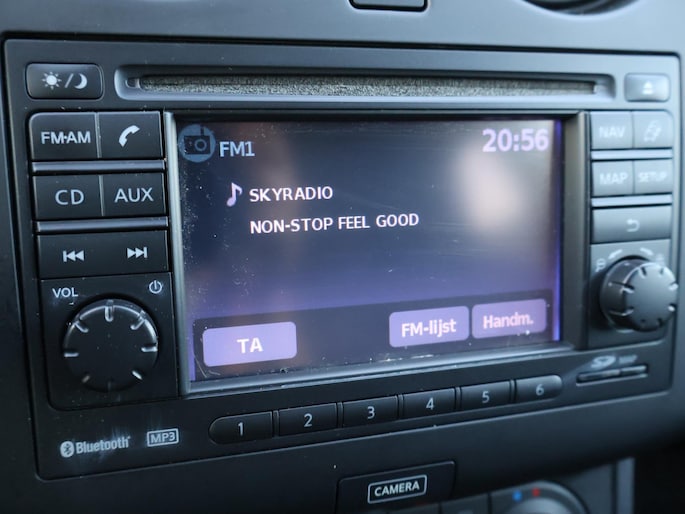 FM·AM
CD
AUX
VOL
FM1
20:56
SKYRADIO
NON-STOP FEEL GOOD
TA
FM-lijst
Handm.
NAV
MAP
SETUP
1 2 3 4 5 6
Bluetooth®
MP3
CAMERA